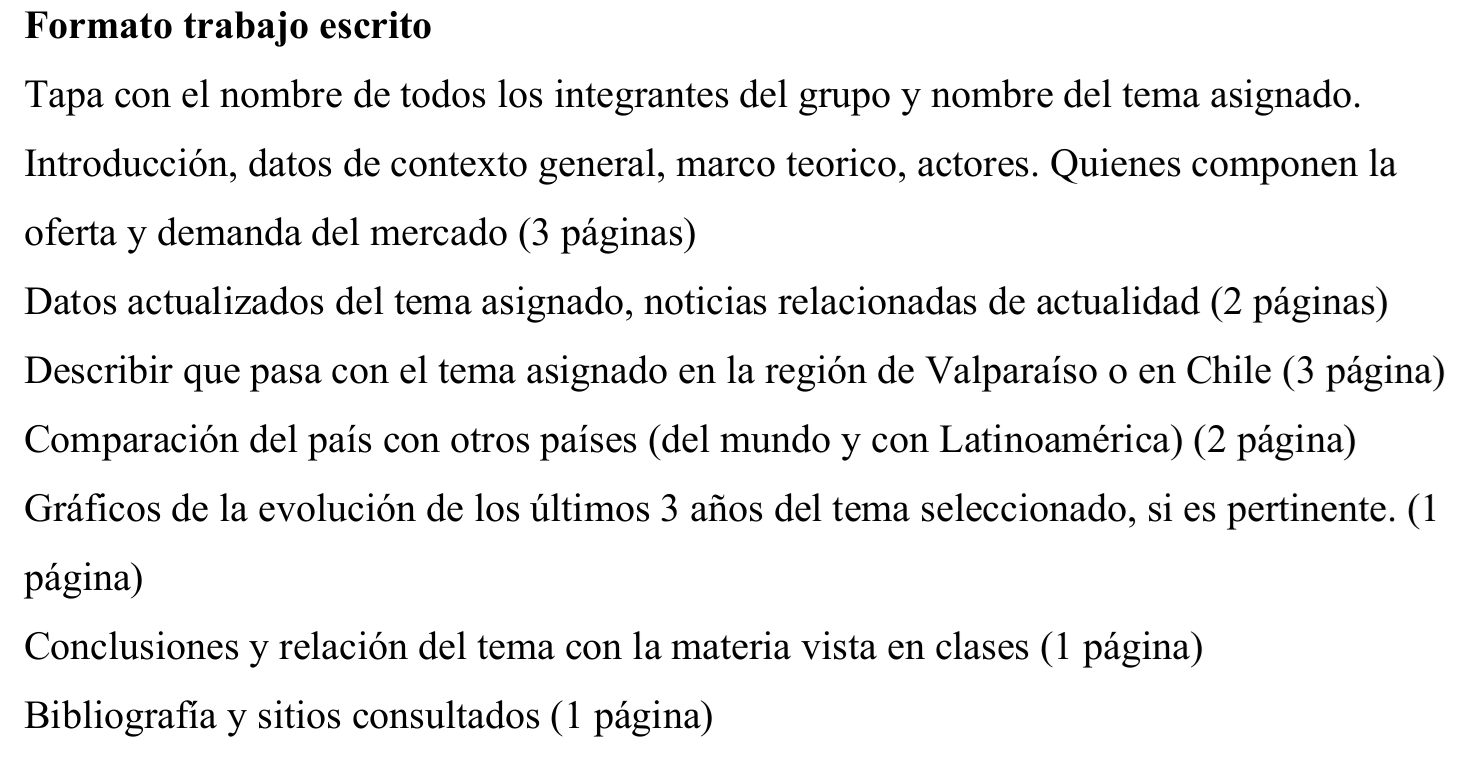 Formato trabajo escrito
Tapa con el nombre de todos los integrantes del grupo y nombre del tema asignado.
Introducción, datos de contexto general, marco teorico, actores. Quienes componen la
oferta y demanda del mercado (3 páginas)
Datos actualizados del tema asignado, noticias relacionadas de actualidad (2 páginas)
Describir que pasa con el tema asignado en la región de Valparaíso o en Chile (3 página)
Comparación del país con otros países (del mundo y con Latinoamérica) (2 página)
Gráficos de la evolución de los últimos 3 años del tema seleccionado, si es pertinente. (1
página)
Conclusiones y relación del tema con la materia vista en clases (1 página)
Bibliografía y sitios consultados (1 página)